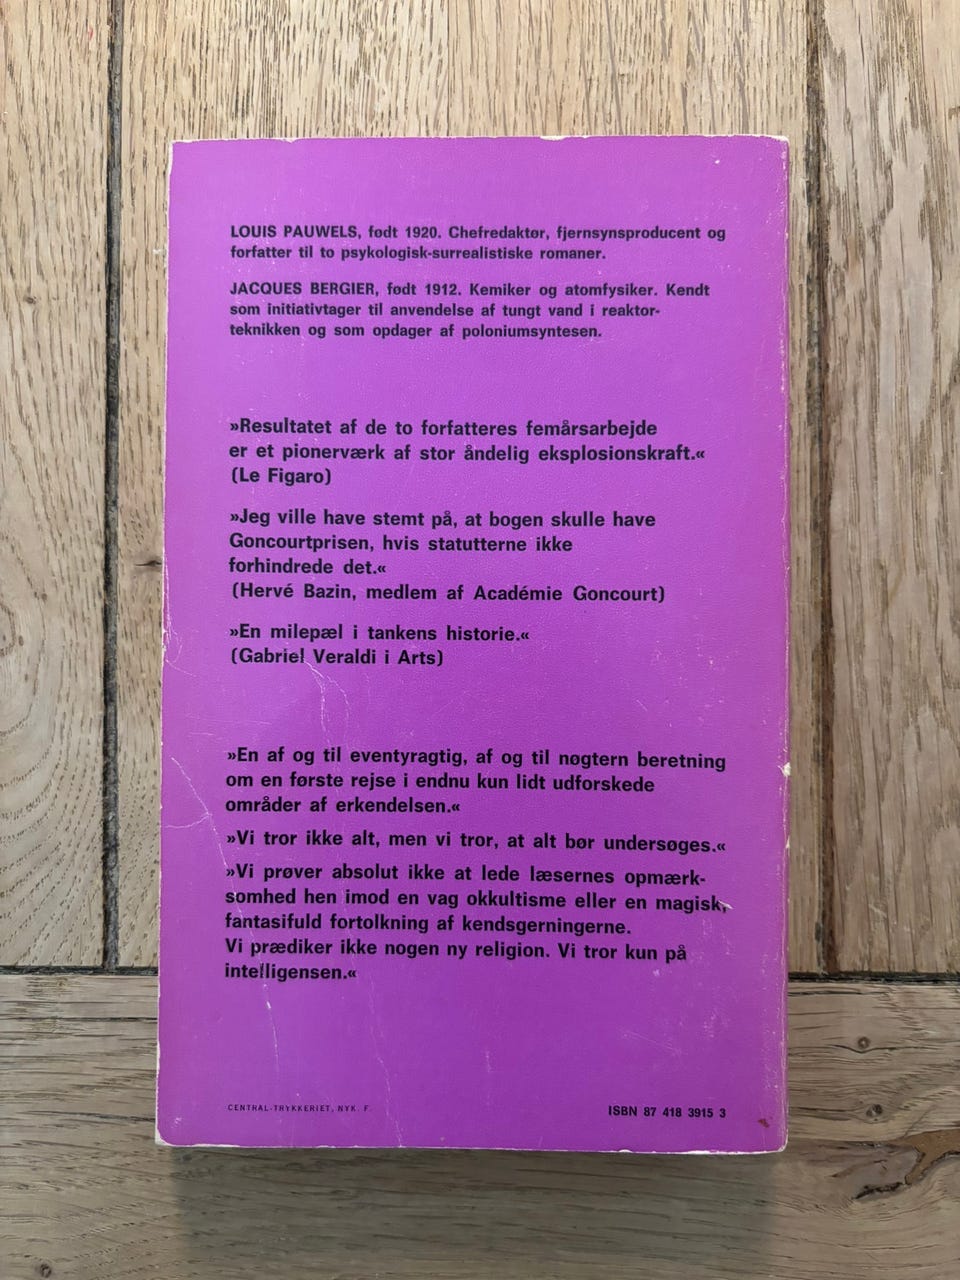 LOUIS PAUWELS, født 1920. Chefredaktør, fjernsynsproducent og
forfatter til to psykologisk-surrealistiske romaner.
JACQUES BERGIER, født 1912. Kemiker og atomfysiker. Kendt
som initiativtager til anvendelse af tungt vand i reaktor-
teknikken og som opdager af poloniumsyntesen.
»Resultatet af de to forfatteres femårsarbejde
er et pionerværk af stor åndelig eksplosionskraft.«
(Le Figaro)
»Jeg ville have stemt på, at bogen skulle have
Goncourtprisen, hvis statutterne ikke
forhindrede det.«
(Hervé Bazin, medlem af Académie Goncourt)
»En milepæl i tankens historie.«
(Gabriel Veraldi i Arts)
»En af og til eventyragtig, af og til nøgtern beretning
om en første rejse i endnu kun lidt udforskede
områder af erkendelsen.«
»Vi tror ikke alt, men vi tror, at alt bør undersøges.«
»Vi prøver absolut ikke at lede læsernes opmærk-
somhed hen imod en vag okkultisme eller en magisk,
fantasifuld fortolkning af kendsgerningerne.
Vi prædiker ikke nogen ny religion. Vi tror kun på
intelligensen.«
CENTRAL-TRYKKERIET, NYK. F.
ISBN 87 418 3915 3